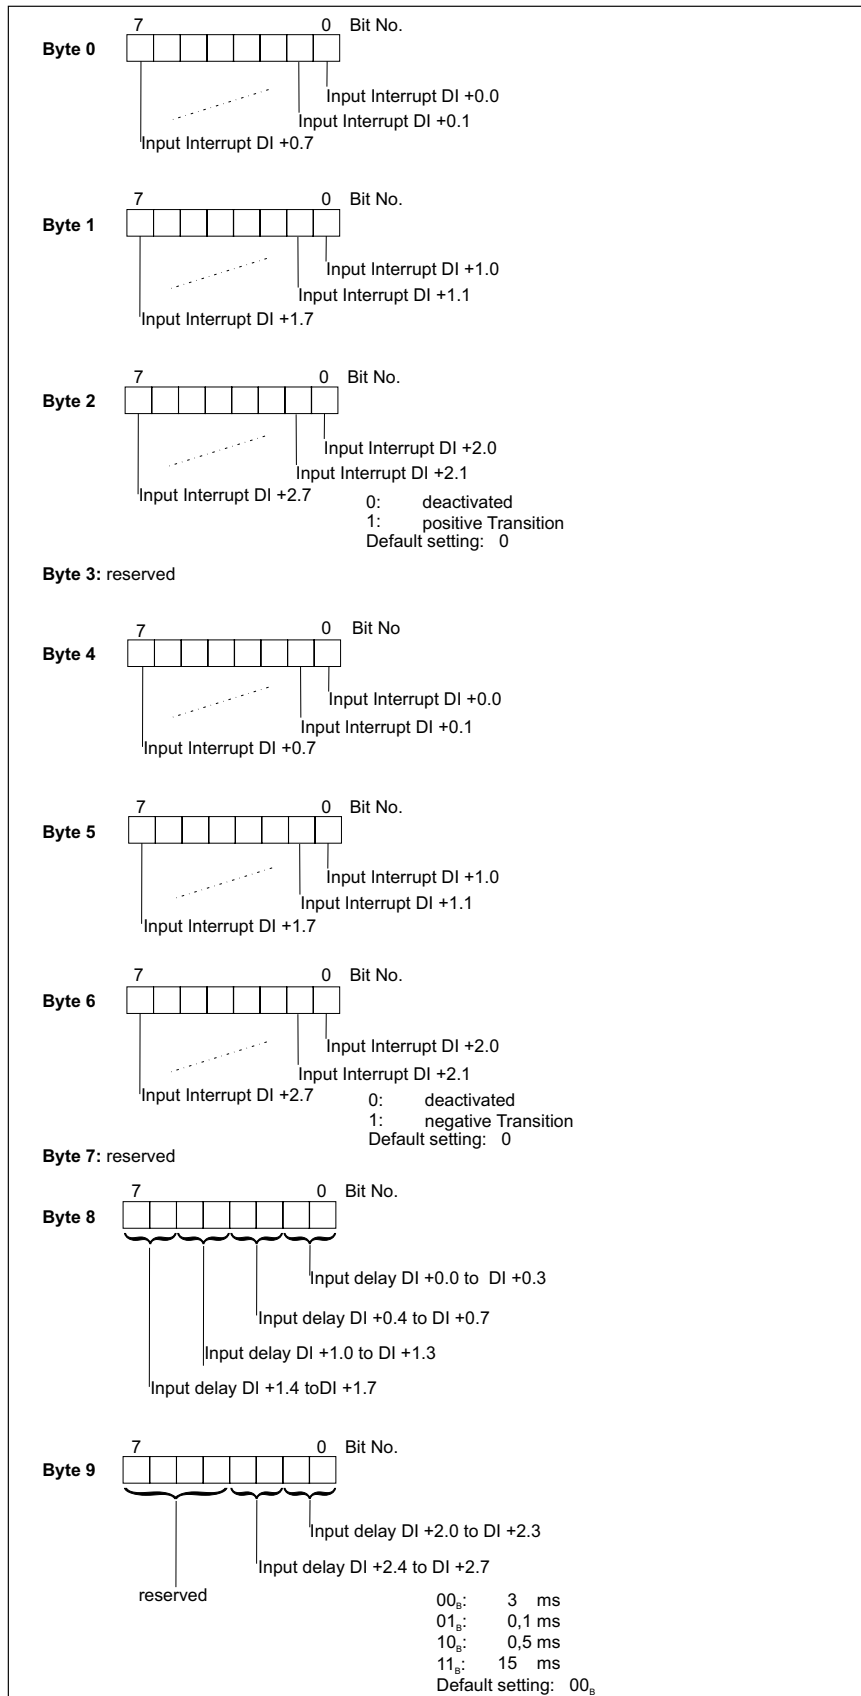 7 0 Bit No.
Byte 0
Input Interrupt DI +0.0
Input Interrupt DI +0.1
Input Interrupt DI +0.7
7 0 Bit No.
Byte 1
Input Interrupt DI +1.0
Input Interrupt DI +1.1
Input Interrupt DI +1.7
7 0 Bit No.
Byte 2
Input Interrupt DI +2.0
Input Interrupt DI +2.1
Input Interrupt DI +2.7
0: deactivated
1: positive Transition
Default setting: 0
Byte 3: reserved
7 0 Bit No
Byte 4
Input Interrupt DI +0.0
Input Interrupt DI +0.1
Input Interrupt DI +0.7
7 0 Bit No.
Byte 5
Input Interrupt DI +1.0
Input Interrupt DI +1.1
Input Interrupt DI +1.7
7 0 Bit No.
Byte 6
Input Interrupt DI +2.0
Input Interrupt DI +2.1
Input Interrupt DI +2.7
0: deactivated
1: negative Transition
Default setting: 0
Byte 7: reserved
7 0 Bit No.
Byte 8
Input delay DI +0.0 to DI +0.3
Input delay DI +0.4 to DI +0.7
Input delay DI +1.0 to DI +1.3
Input delay DI +1.4 toDI +1.7
7 0 Bit No.
Byte 9
Input delay DI +2.0 to DI +2.3
Input delay DI +2.4 to DI +2.7
reserved
00B: 3 ms
01B: 0,1 ms
10B: 0,5 ms
11B: 15 ms
Default setting: 00B